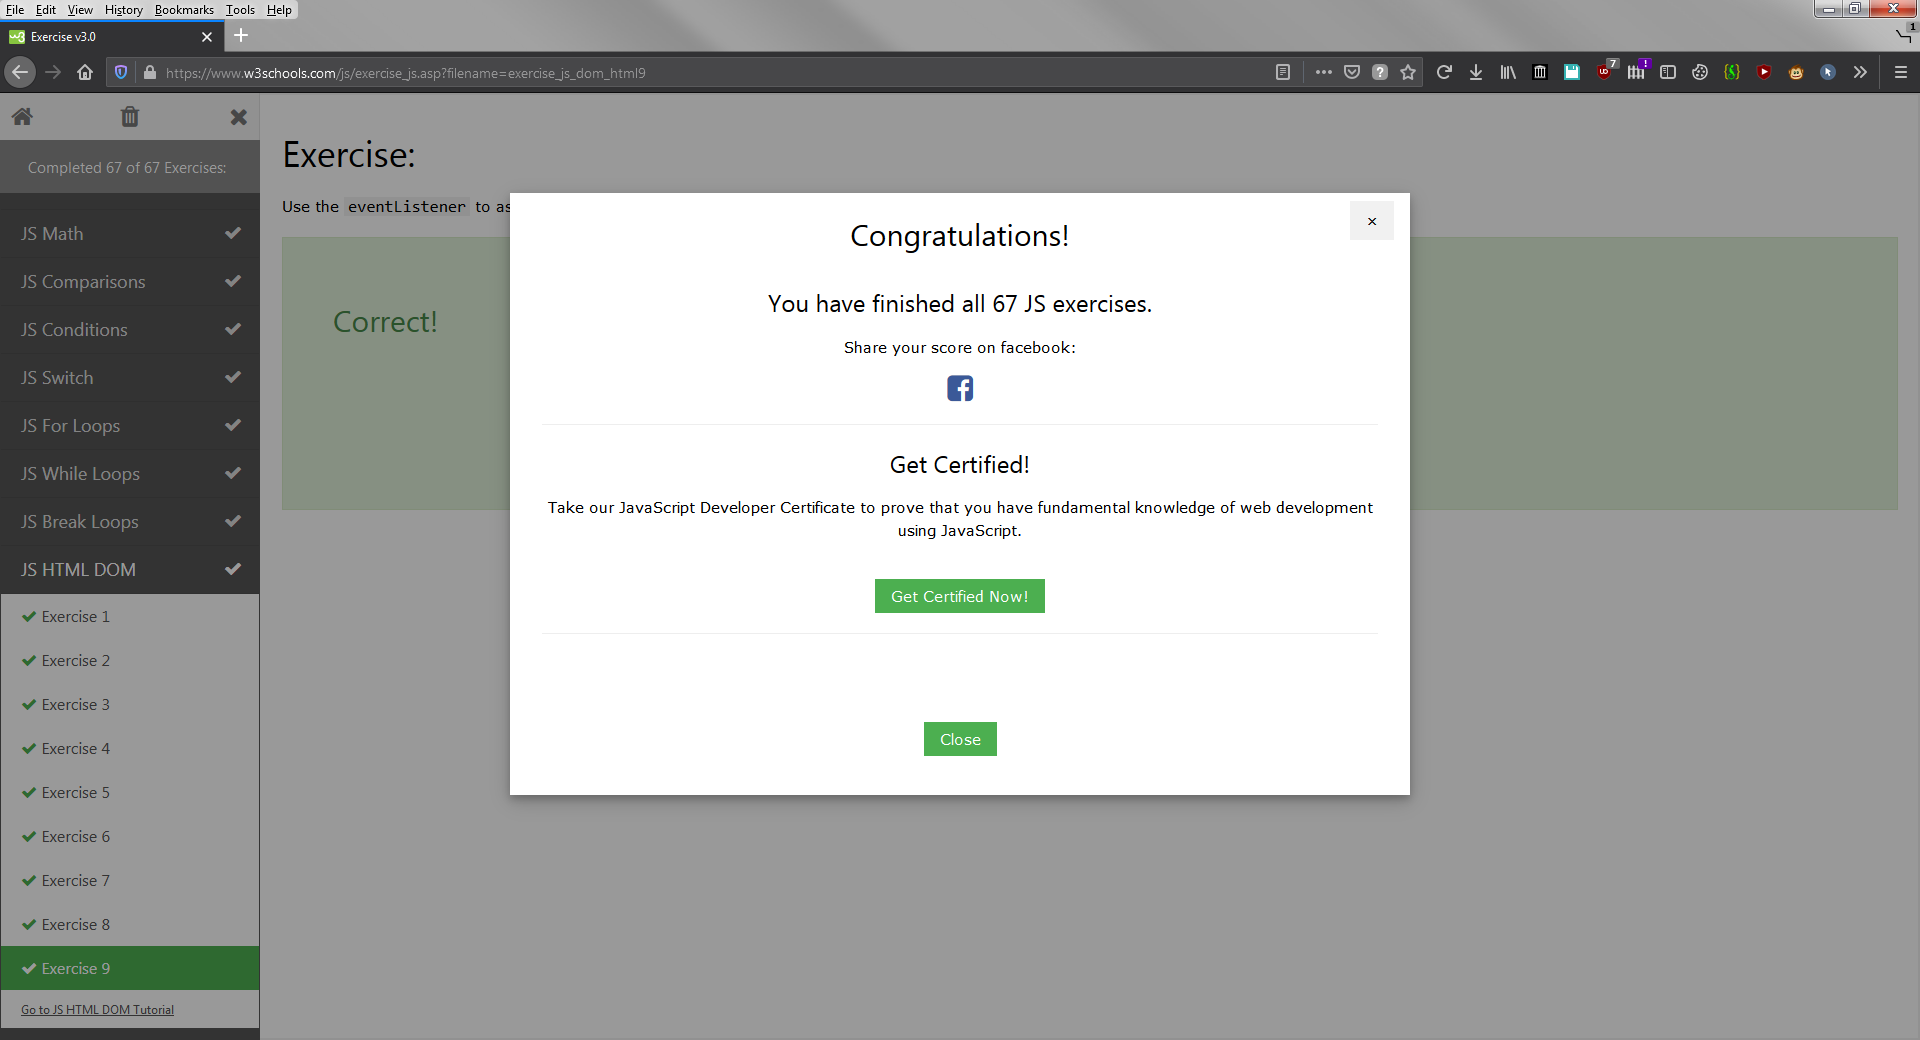 File Edit View History Bookmarks Tools Help
Exercise v3.0
1
https://www.w3schools.com/js/exercise_js.asp?filename=exercise_js_dom_html9
7
!
Completed 67 of 67 Exercises:
JS Math
JS Comparisons
JS Conditions
JS Switch
JS For Loops
JS While Loops
JS Break Loops
JS HTML DOM
Exercise 1
Exercise 2
Exercise 3
Exercise 4
Exercise 5
Exercise 6
Exercise 7
Exercise 8
Exercise 9
Go to JS HTML DOM Tutorial
Exercise:
Use the eventListener to as
Correct!
×
Congratulations!
You have finished all 67 JS exercises.
Share your score on facebook:
Get Certified!
Take our JavaScript Developer Certificate to prove that you have fundamental knowledge of web development
using JavaScript.
Get Certified Now!
Close